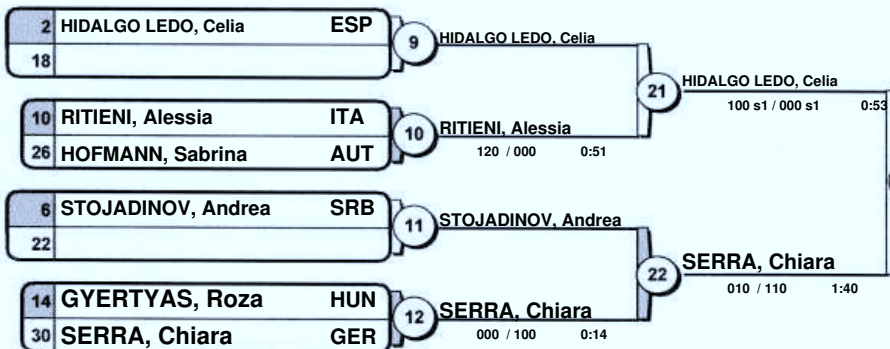 2 HIDALGO LEDO, Celia ESP
18
9
HIDALGO LEDO, Celia
10 RITIENI, Alessia ITA
26 HOFMANN, Sabrina AUT
10
RITIENI, Alessia
120 / 000 0:51
21
HIDALGO LEDO, Celia
100 s1 / 000 s1 0:53
6 STOJADINOV, Andrea SRB
22
11
STOJADINOV, Andrea
14 GYERTYAS, Roza HUN
30 SERRA, Chiara GER
12
SERRA, Chiara
000 / 100 0:14
22
SERRA, Chiara
010 / 110 1:40